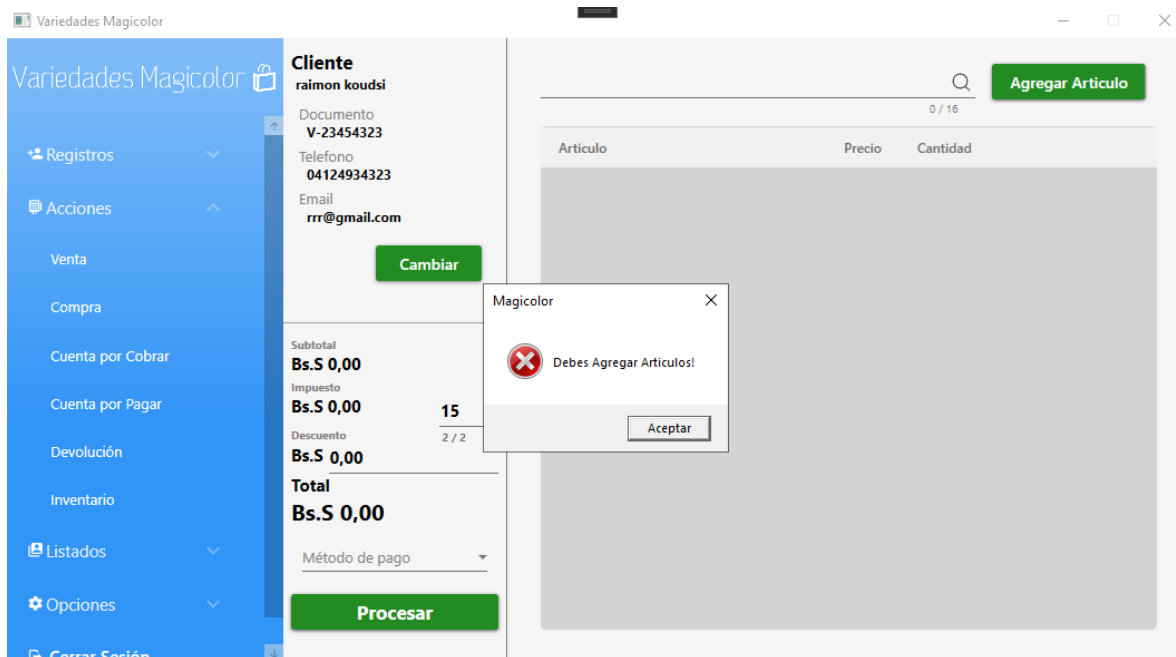 Variedades Magicolor
Variedades Magicolor
Registros
Acciones
Venta
Compra
Cuenta por Cobrar
Cuenta por Pagar
Devolución
Inventario
Listados
Opciones
Cerrar Sesión
Cliente
raimon koudsi
Documento
V-23454323
Telefono
04124934323
Email
rrr@gmail.com
Cambiar
Subtotal
Bs.S 0,00
Impuesto
Bs.S 0,00 15
2 / 2
Descuento
Bs.S 0,00
Total
Bs.S 0,00
Método de pago
Procesar
Agregar Articulo
0 / 16
Articulo Precio Cantidad
Magicolor
Debes Agregar Articulos!
Aceptar